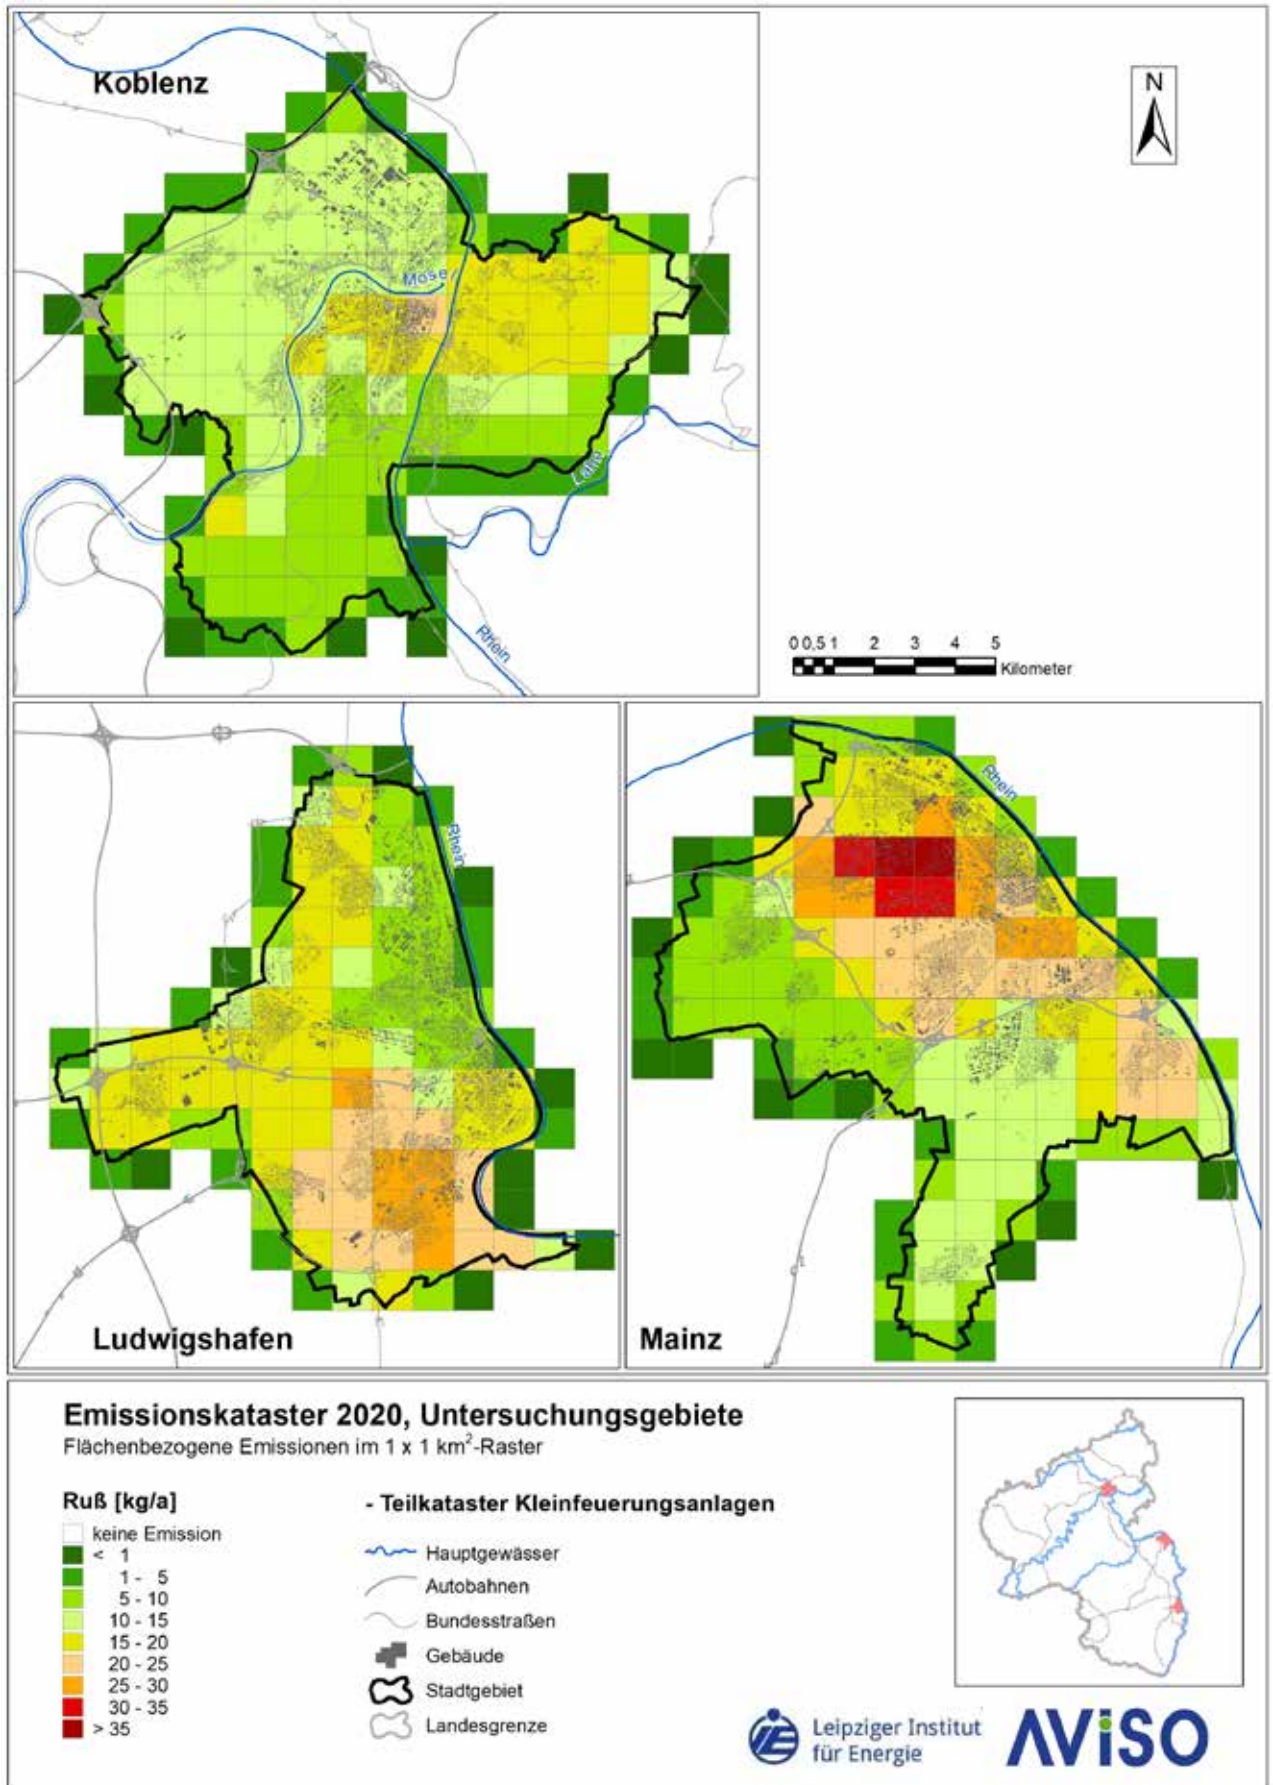 Koblenz
N
Mosel
Lahn
Rhein
0 0,5 1 2 3 4 5
Kilometer
Rhein
Ludwigshafen
Rhein
Mainz
Emissionskataster 2020, Untersuchungsgebiete
Flächenbezogene Emissionen im 1 x 1 km²-Raster
Ruß [kg/a]
keine Emission
< 1
1 - 5
5 - 10
10 - 15
15 - 20
20 - 25
25 - 30
30 - 35
> 35
- Teilkataster Kleinfeuerungsanlagen
Hauptgewässer
Autobahnen
Bundesstraßen
Gebäude
Stadtgebiet
Landesgrenze
Leipziger Institut
für Energie
AViSO